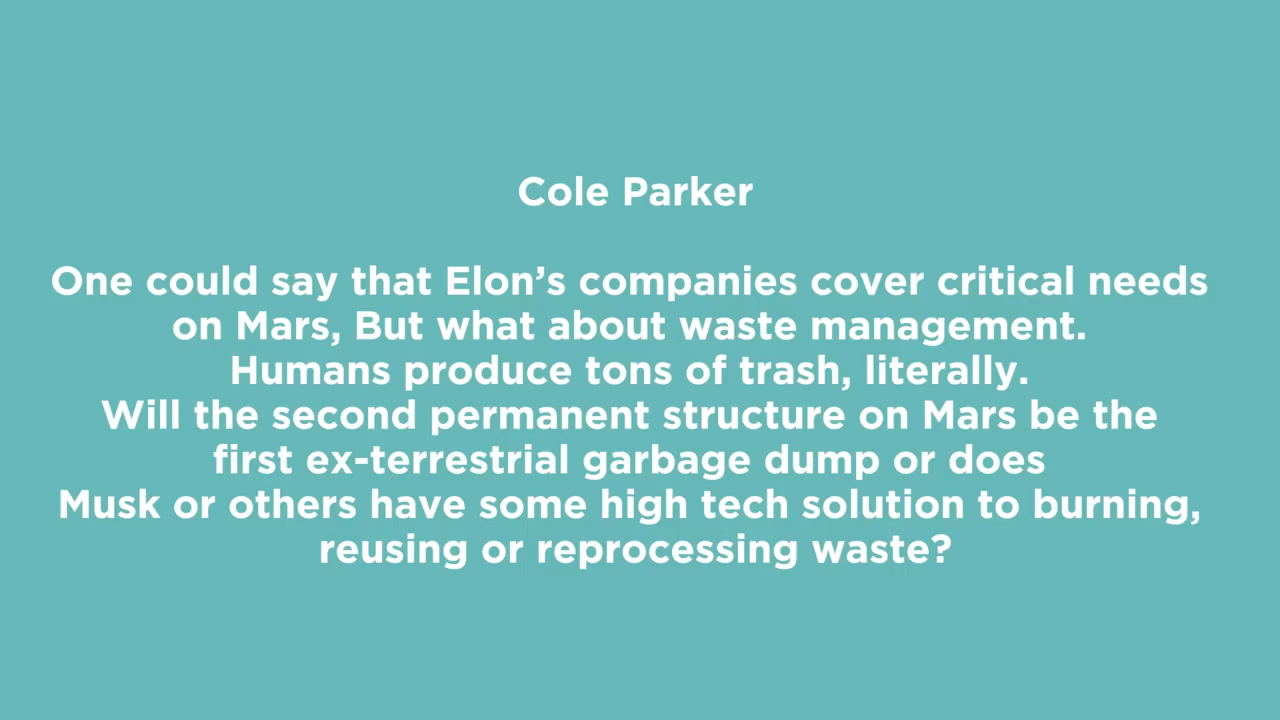 Cole Parker
One could say that Elon’s companies cover critical needs
on Mars, But what about waste management.
Humans produce tons of trash, literally.
Will the second permanent structure on Mars be the
first ex-terrestrial garbage dump or does
Musk or others have some high tech solution to burning,
reusing or reprocessing waste?